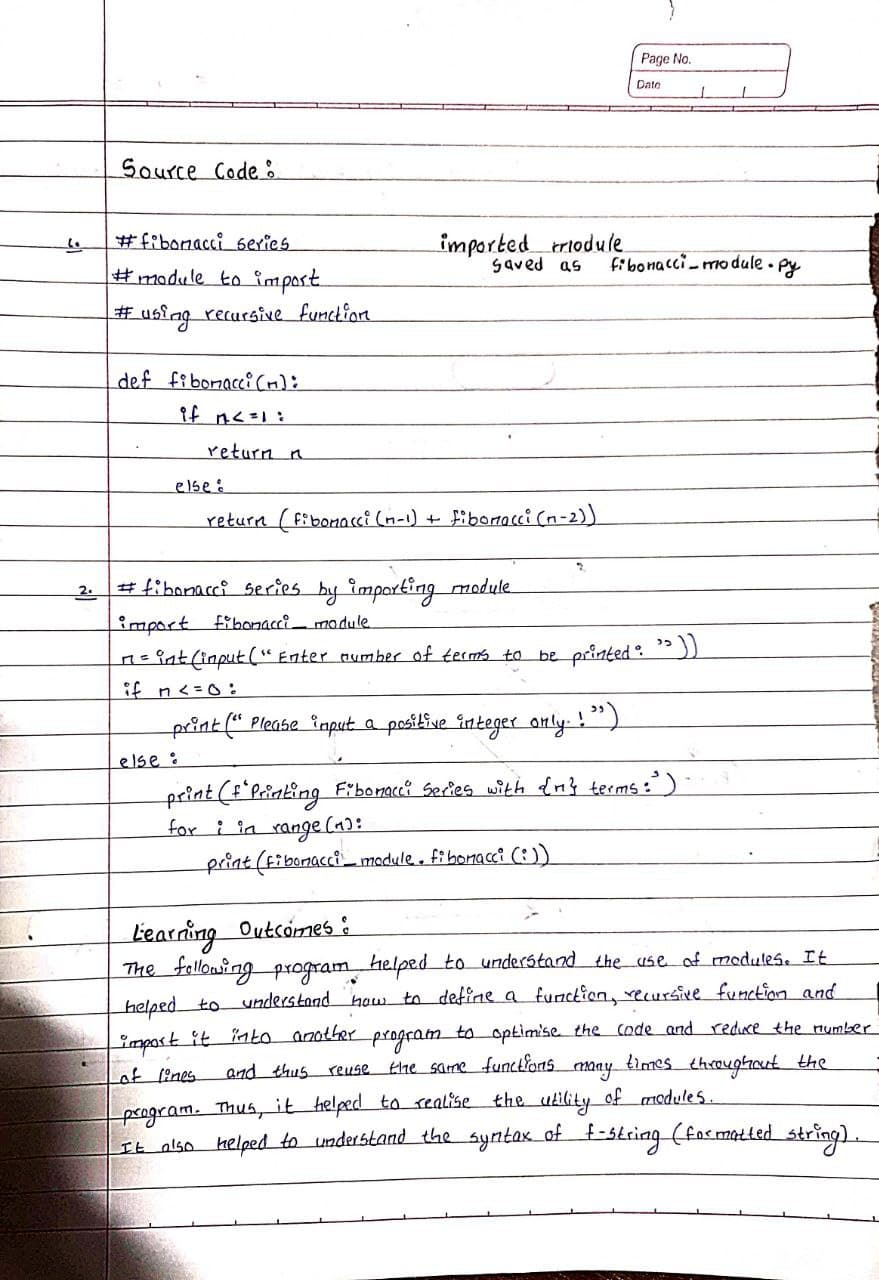 Page No.
Date
Source Code:
1. #fibonacci series imported module
saved as fibonacci_module.py
#module to import
# using recursive function
def fibonacci(n):
if n<=1:
return n
else:
return (fibonacci(n-1) + fibonacci(n-2))
2. # fibonacci series by importing module
import fibonacci_module
n = int(input("Enter number of terms to be printed: "))
if n<=0:
print("Please input a positive integer only.!")
else:
print(f'Printing Fibonacci Series with {n} terms:')
for i in range(n):
print(fibonacci_module.fibonacci(i))
Learning Outcomes:
The following program helped to understand the use of modules. It
helped to understand how to define a function, recursive function and
import it into another program to optimise the code and reduce the number
of lines and thus reuse the same functions many times throughout the
program. Thus, it helped to realise the utility of modules.
It also helped to understand the syntax of f-string (formatted string).